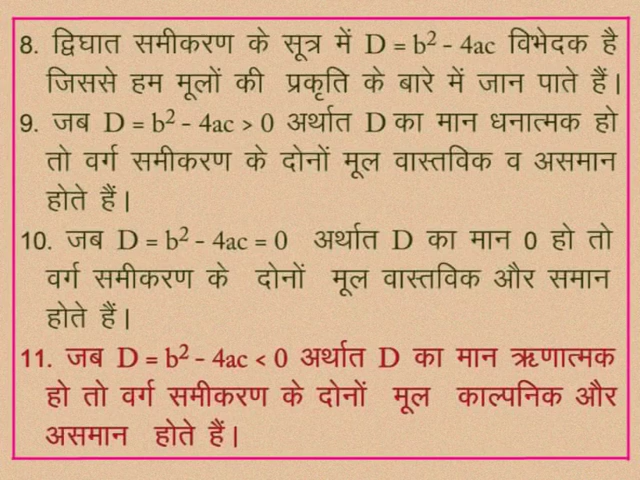 8. द्विघात समीकरण के सूत्र में D = b² - 4ac विभेदक है
जिससे हम मूलों की प्रकृति के बारे में जान पाते हैं।
9. जब D = b² - 4ac > 0 अर्थात D का मान धनात्मक हो
तो वर्ग समीकरण के दोनों मूल वास्तविक व असमान
होते हैं।
10. जब D = b² - 4ac = 0 अर्थात D का मान 0 हो तो
वर्ग समीकरण के दोनों मूल वास्तविक और समान
होते हैं।
11. जब D = b² - 4ac < 0 अर्थात D का मान ऋणात्मक
हो तो वर्ग समीकरण के दोनों मूल काल्पनिक और
असमान होते हैं।